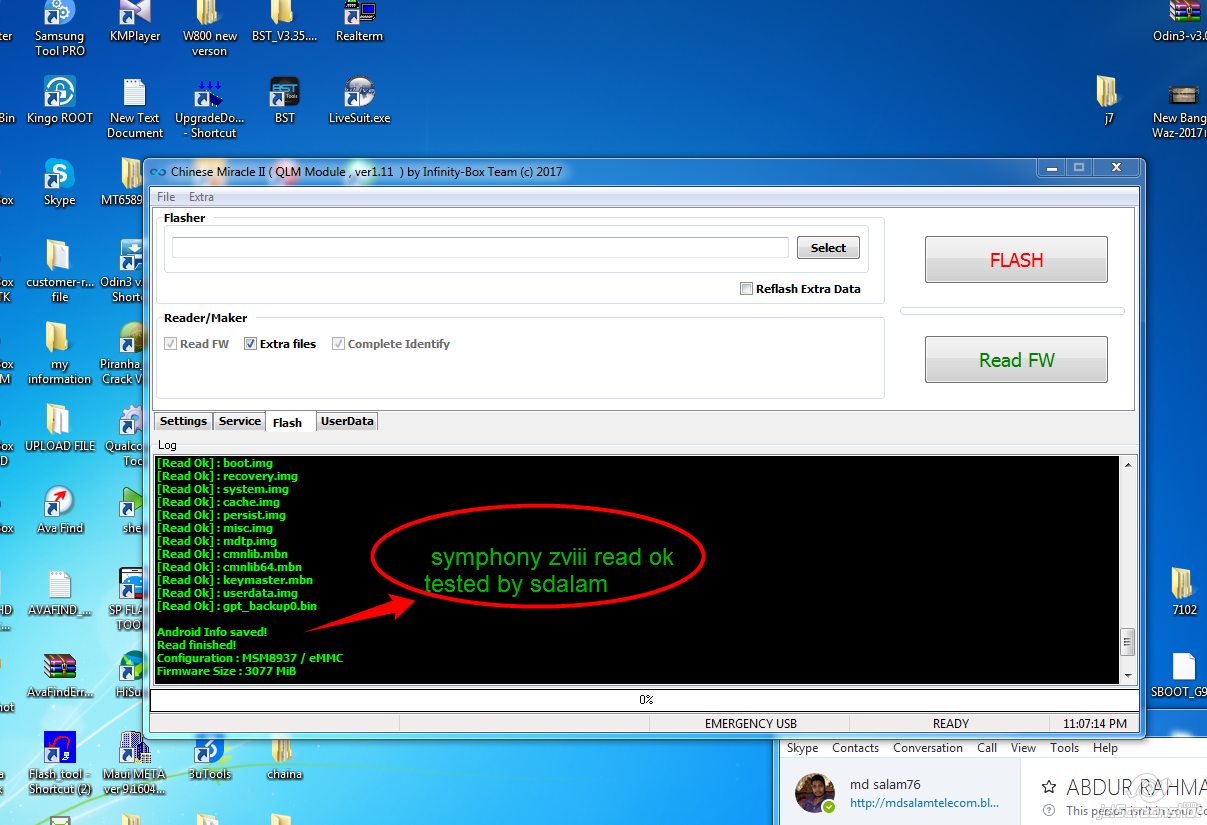 Samsung
Tool PRO
KMPlayer
W800 new
verson
BST_V3.35....
Realterm
Odin3-v3.0
Bin
Kingo ROOT
New Text
Document
UpgradeDo...
- Shortcut
BST
LiveSuit.exe
j7
New Bang
Waz-2017
Chinese Miracle II ( QLM Module , ver1.11 ) by Infinity-Box Team (c) 2017
Skype
MT6589
File Extra
Flasher
Select
FLASH
Reflash Extra Data
customer-r...
file
Odin3 v.
Short
Reader/Maker
Read FW Extra files Complete Identify
Read FW
my
information
Piranha
Crack V
Settings Service Flash UserData
UPLOAD FILE
Qualco
Too
Log
[Read Ok] : boot.img
[Read Ok] : recovery.img
[Read Ok] : system.img
[Read Ok] : cache.img
[Read Ok] : persist.img
[Read Ok] : misc.img
[Read Ok] : mdtp.img
[Read Ok] : cmnlib.mbn
[Read Ok] : cmnlib64.mbn
[Read Ok] : keymaster.mbn
[Read Ok] : userdata.img
[Read Ok] : gpt_backup0.bin
symphony zviii read ok
tested by sdalam
Android Info saved!
Read finished!
Configuration : MSM8937 / eMMC
Firmware Size : 3077 MiB
Ava Find
she
AVAFIND_...
SP FLA
TOO
7102
AvaFindErr...
HiSu
SBOOT_G9
0%
EMERGENCY USB READY 11:07:14 PM
Flash_tool -
Shortcut (2)
Maui META
ver 9.1604...
3uTools
chaina
Skype Contacts Conversation Call View Tools Help
md salam76
http://mdsalamtelecom.bl...
ABDUR RAHMA
This person isn't in your Co